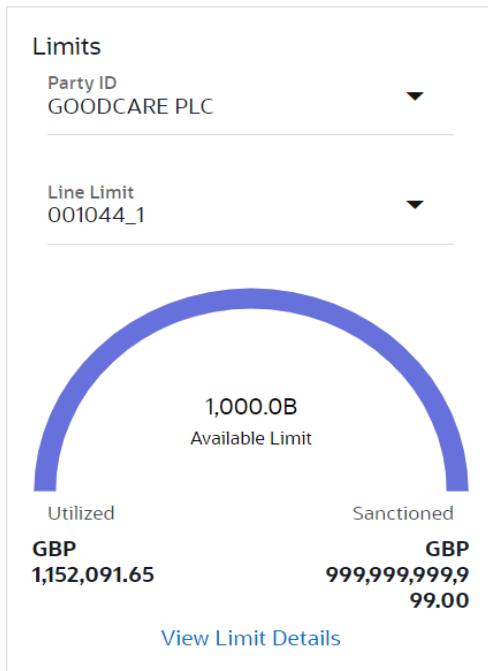 Limits
Party ID
GOODCARE PLC
Line Limit
001044_1
1,000.0B
Available Limit
Utilized
Sanctioned
GBP
1,152,091.65
GBP
999,999,999,9
99.00
View Limit Details